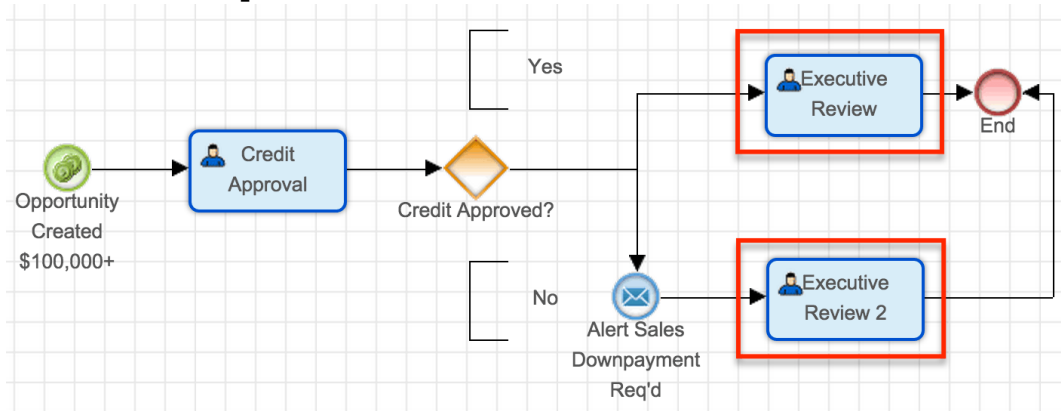 Yes
Executive
Review
End
Credit
Approval
Opportunity
Created
$100,000+
Credit Approved?
No
Executive
Review 2
Alert Sales
Downpayment
Req'd